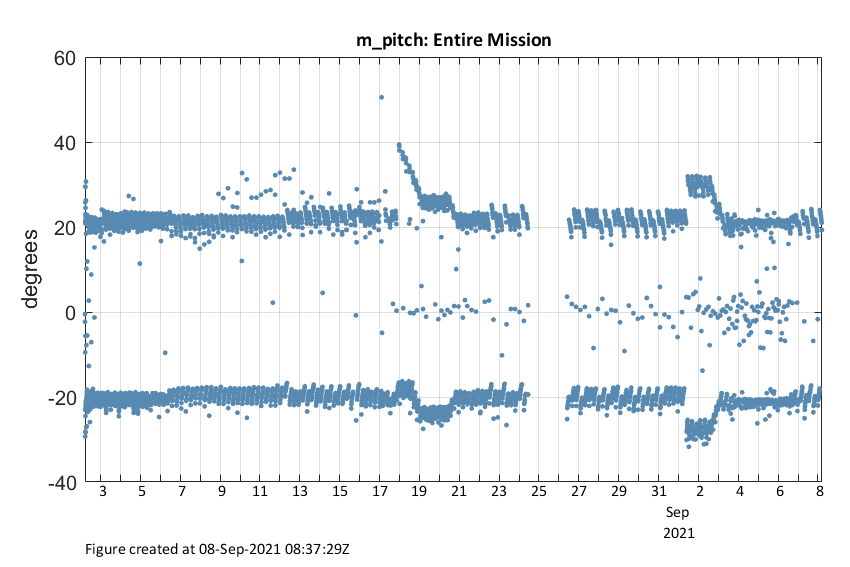 m_pitch: Entire Mission
60
40
20
0
-20
-40
degrees
3 5 7 9 11 13 15 17 19 21 23 25 27 29 31 2 4 6 8
Sep
2021
Figure created at 08-Sep-2021 08:37:29Z